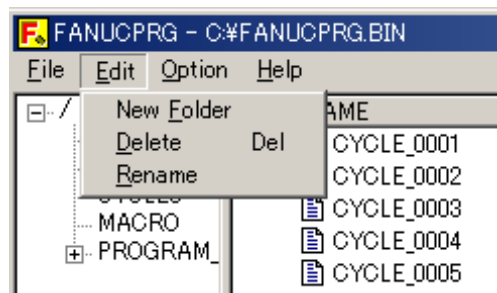 FANUCPRG - C:¥FANUCPRG.BIN
File Edit Option Help
/
New Folder
Delete Del
Rename
MACRO
PROGRAM_
CYCLE_0001
CYCLE_0002
CYCLE_0003
CYCLE_0004
CYCLE_0005